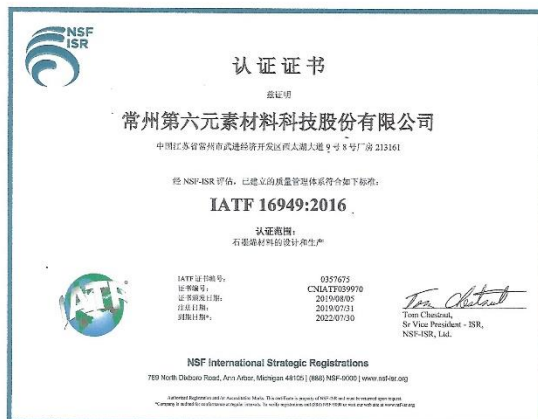 NSF
ISR
认证证书
兹证明
常州第六元素材料科技股份有限公司
中国江苏省常州市武进经济开发区西太湖大道 9 号 8 号厂房 213161
经 NSF-ISR 评估，已建立的质量管理体系符合如下标准：
IATF 16949:2016
认证范围：
石墨烯材料的设计和生产
IATF 证书编号： 0357675
证书编号： CNIATF039970
证书颁发日期： 2019/08/05
注册日期： 2019/07/31
到期日期*： 2022/07/30
IATF
Tom Chestnut
Tom Chestnut,
Sr Vice President - ISR,
NSF-ISR, Ltd.
NSF International Strategic Registrations
789 North Dixboro Road, Ann Arbor, Michigan 48105 | (888) NSF-9000 | www.nsf-isr.org